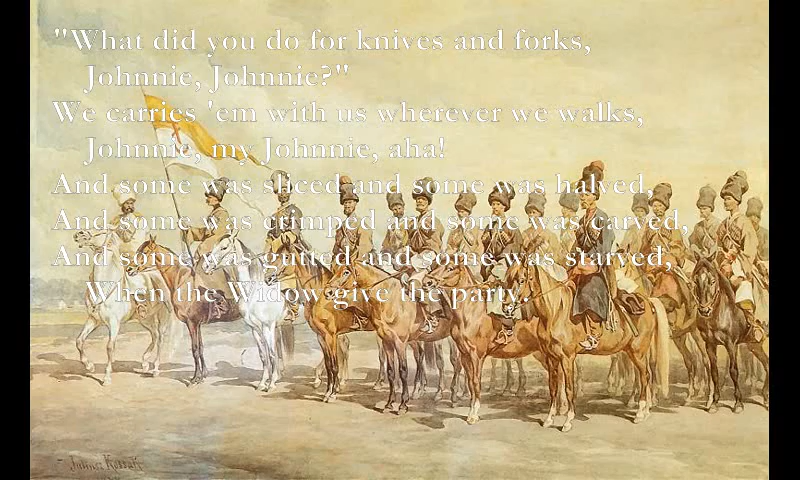 "What did you do for knives and forks,
Johnnie, Johnnie?"
We carries 'em with us wherever we walks,
Johnnie, my Johnnie, aha!
And some was sliced and some was halved,
And some was crimped and some was carved,
And some was gutted and some was starved,
When the Widow give the party.
Juliusz Kossak